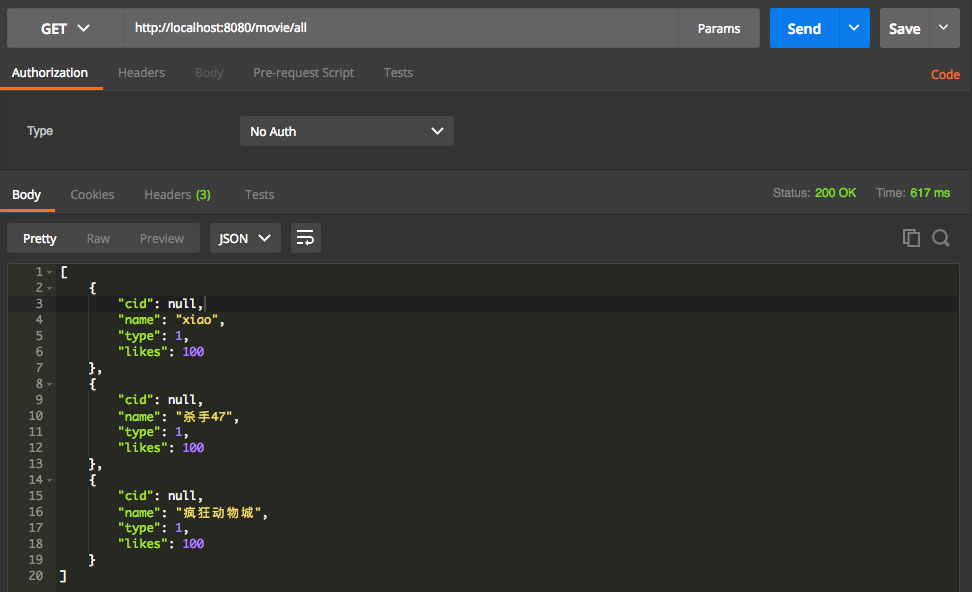 GET http://localhost:8080/movie/all Params Send Save
Authorization Headers Body Pre-request Script Tests Code
Type No Auth
Body Cookies Headers (3) Tests Status: 200 OK Time: 617 ms
Pretty Raw Preview JSON
1 [
2 {
3 "cid": null,
4 "name": "xiao",
5 "type": 1,
6 "likes": 100
7 },
8 {
9 "cid": null,
10 "name": "杀手47",
11 "type": 1,
12 "likes": 100
13 },
14 {
15 "cid": null,
16 "name": "疯狂动物城",
17 "type": 1,
18 "likes": 100
19 }
20 ]